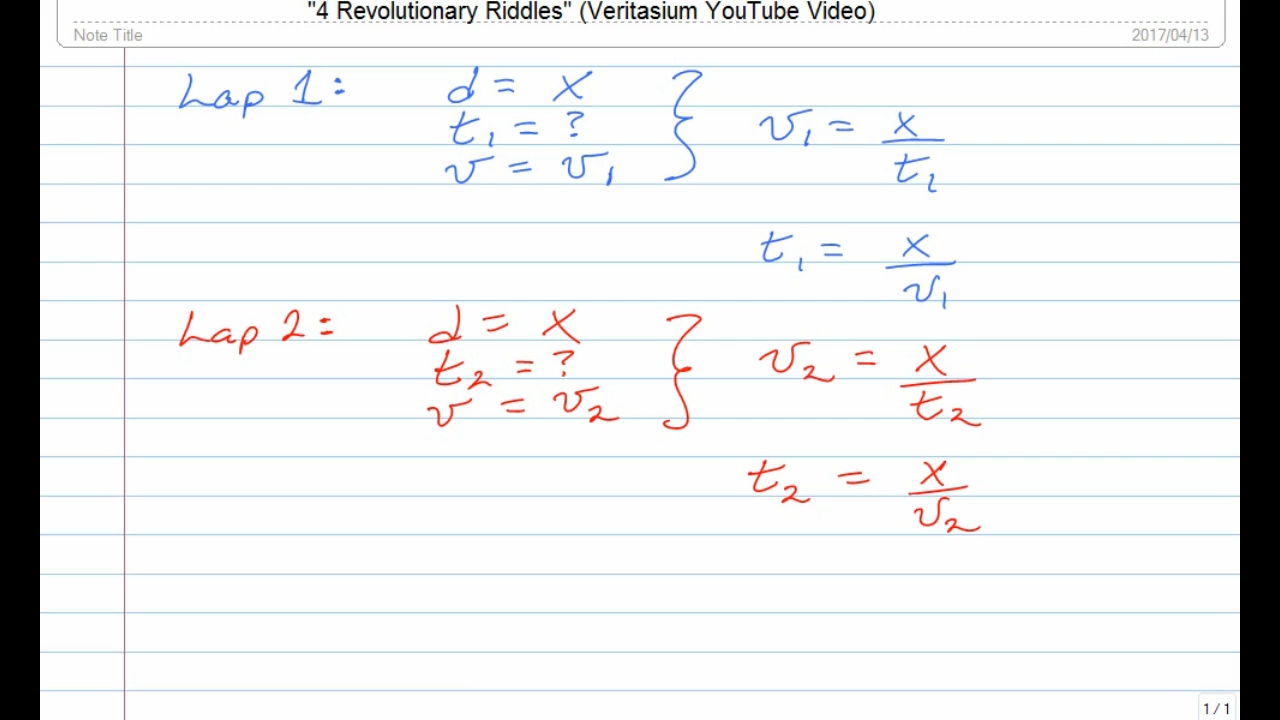 "4 Revolutionary Riddles" (Veritasium YouTube Video)
Note Title 2017/04/13
Lap 1: d = x
t₁ = ?
v = v₁
v₁ = x/t₁
t₁ = x/v₁
Lap 2: d = x
t₂ = ?
v = v₂
v₂ = x/t₂
t₂ = x/v₂
1 / 1